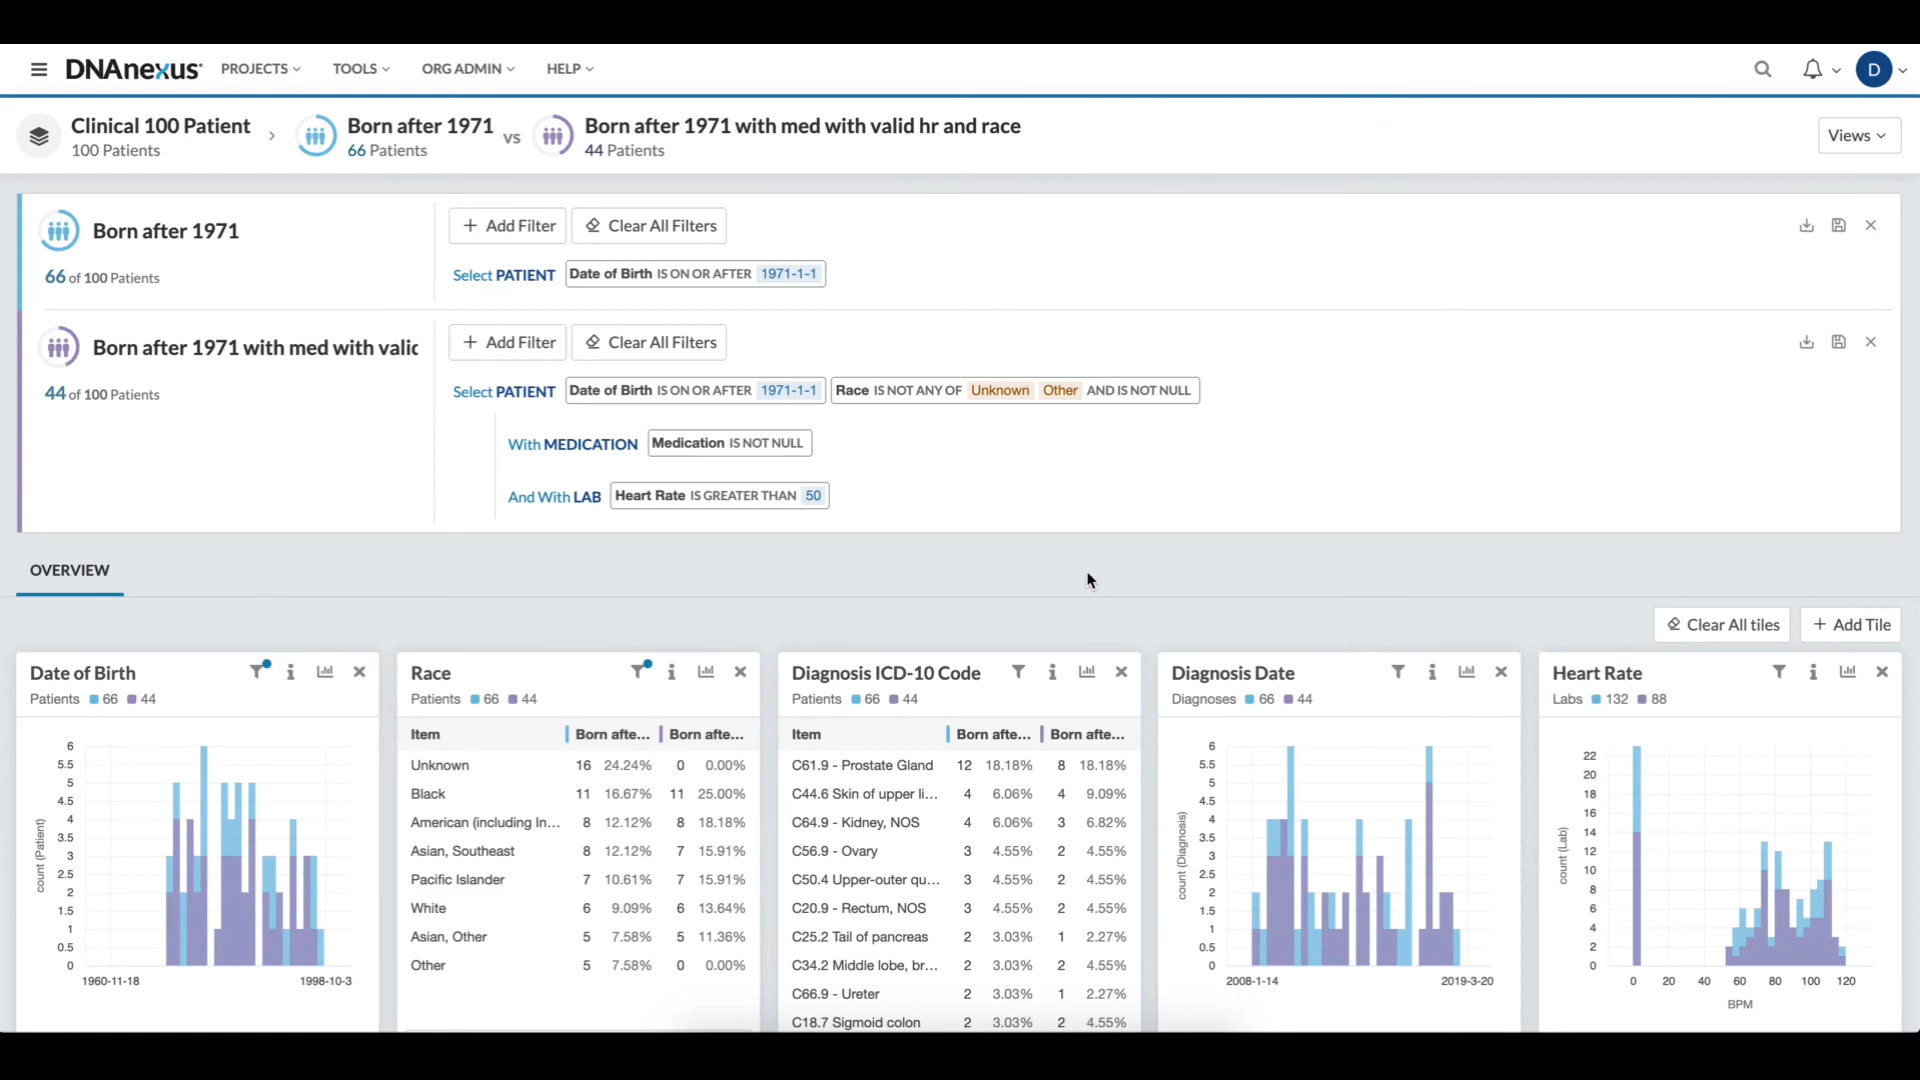 DNAnexus PROJECTS TOOLS ORG ADMIN HELP D
Clinical 100 Patient
100 Patients
Born after 1971
66 Patients
vs
Born after 1971 with med with valid hr and race
44 Patients
Views
Born after 1971
66 of 100 Patients
Add Filter Clear All Filters
Select PATIENT Date of Birth IS ON OR AFTER 1971-1-1
Born after 1971 with med with valid
44 of 100 Patients
Add Filter Clear All Filters
Select PATIENT Date of Birth IS ON OR AFTER 1971-1-1 Race IS NOT ANY OF Unknown Other AND IS NOT NULL
With MEDICATION Medication IS NOT NULL
And With LAB Heart Rate IS GREATER THAN 50
OVERVIEW
Clear All tiles + Add Tile
Date of Birth
Patients 66 44
6
5.5
5
4.5
4
3.5
3
2.5
2
1.5
1
0.5
0
count (Patient)
1960-11-18 1998-10-3
Race
Patients 66 44
Item Born afte... Born afte...
Unknown 16 24.24% 0 0.00%
Black 11 16.67% 11 25.00%
American (including In... 8 12.12% 8 18.18%
Asian, Southeast 8 12.12% 7 15.91%
Pacific Islander 7 10.61% 7 15.91%
White 6 9.09% 6 13.64%
Asian, Other 5 7.58% 5 11.36%
Other 5 7.58% 0 0.00%
Diagnosis ICD-10 Code
Patients 66 44
Item Born afte... Born afte...
C61.9 - Prostate Gland 12 18.18% 8 18.18%
C44.6 Skin of upper li... 4 6.06% 4 9.09%
C64.9 - Kidney, NOS 4 6.06% 3 6.82%
C56.9 - Ovary 3 4.55% 2 4.55%
C50.4 Upper-outer qu... 3 4.55% 2 4.55%
C20.9 - Rectum, NOS 3 4.55% 2 4.55%
C25.2 Tail of pancreas 2 3.03% 1 2.27%
C34.2 Middle lobe, br... 2 3.03% 2 4.55%
C66.9 - Ureter 2 3.03% 1 2.27%
C18.7 Sigmoid colon 2 3.03% 2 4.55%
Diagnosis Date
Diagnoses 66 44
6
5.5
5
4.5
4
3.5
3
2.5
2
1.5
1
0.5
0
count (Diagnosis)
2008-1-14 2019-3-20
Heart Rate
Labs 132 88
22
20
18
16
14
12
10
8
6
4
2
0
count (Lab)
0 20 40 60 80 100 120
BPM